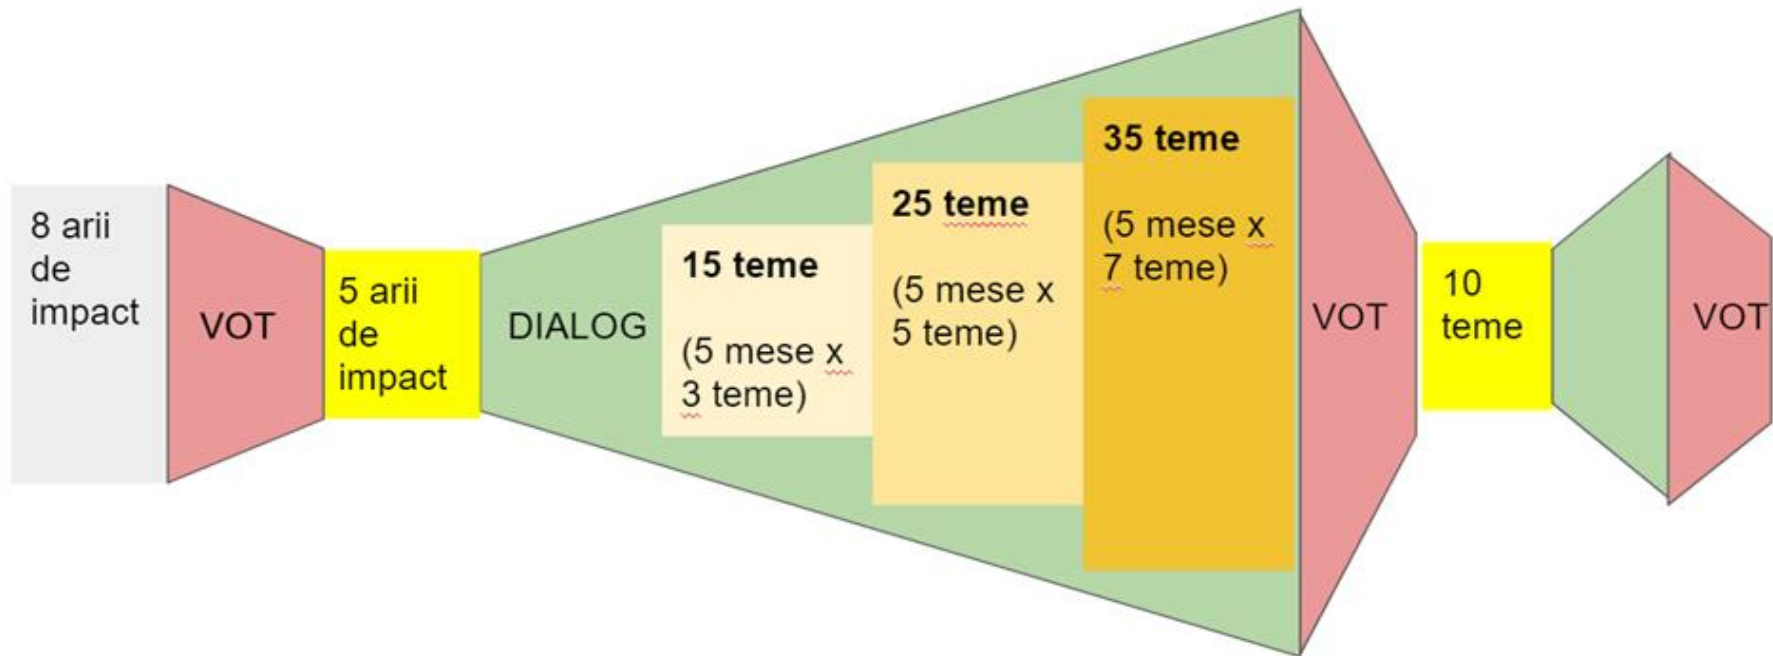 8 arii
de
impact
VOT
5 arii
de
impact
DIALOG
15 teme
(5 mese x
3 teme)
25 teme
(5 mese x
5 teme)
35 teme
(5 mese x
7 teme)
VOT
10
teme
VOT